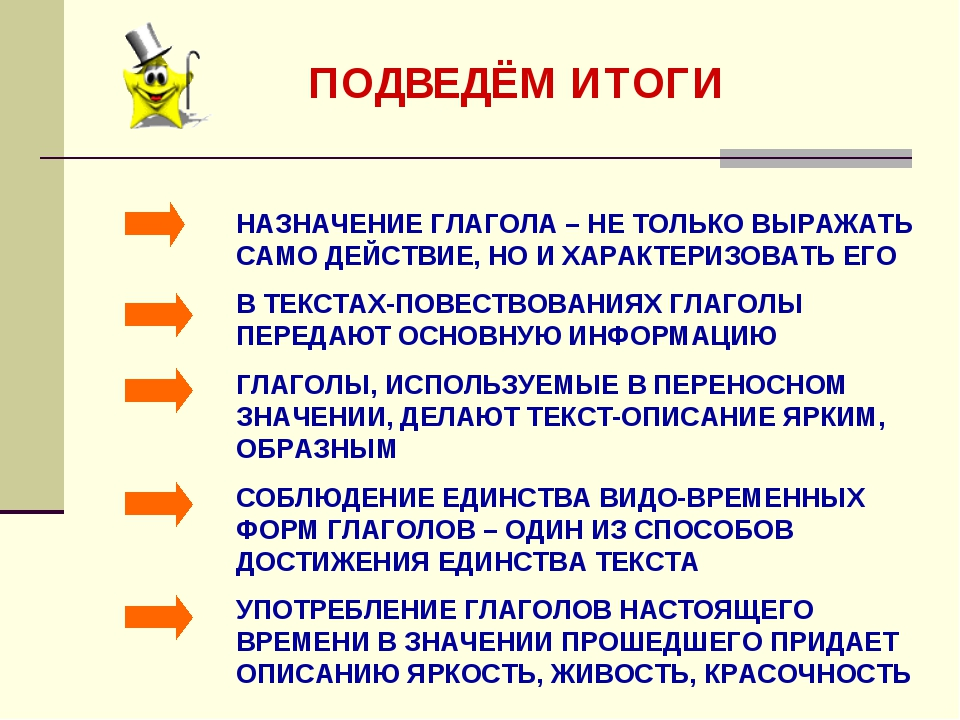 ПОДВЕДЁМ ИТОГИ
НАЗНАЧЕНИЕ ГЛАГОЛА – НЕ ТОЛЬКО ВЫРАЖАТЬ
САМО ДЕЙСТВИЕ, НО И ХАРАКТЕРИЗОВАТЬ ЕГО
В ТЕКСТАХ-ПОВЕСТВОВАНИЯХ ГЛАГОЛЫ
ПЕРЕДАЮТ ОСНОВНУЮ ИНФОРМАЦИЮ
ГЛАГОЛЫ, ИСПОЛЬЗУЕМЫЕ В ПЕРЕНОСНОМ
ЗНАЧЕНИИ, ДЕЛАЮТ ТЕКСТ-ОПИСАНИЕ ЯРКИМ,
ОБРАЗНЫМ
СОБЛЮДЕНИЕ ЕДИНСТВА ВИДО-ВРЕМЕННЫХ
ФОРМ ГЛАГОЛОВ – ОДИН ИЗ СПОСОБОВ
ДОСТИЖЕНИЯ ЕДИНСТВА ТЕКСТА
УПОТРЕБЛЕНИЕ ГЛАГОЛОВ НАСТОЯЩЕГО
ВРЕМЕНИ В ЗНАЧЕНИИ ПРОШЕДШЕГО ПРИДАЕТ
ОПИСАНИЮ ЯРКОСТЬ, ЖИВОСТЬ, КРАСОЧНОСТЬ